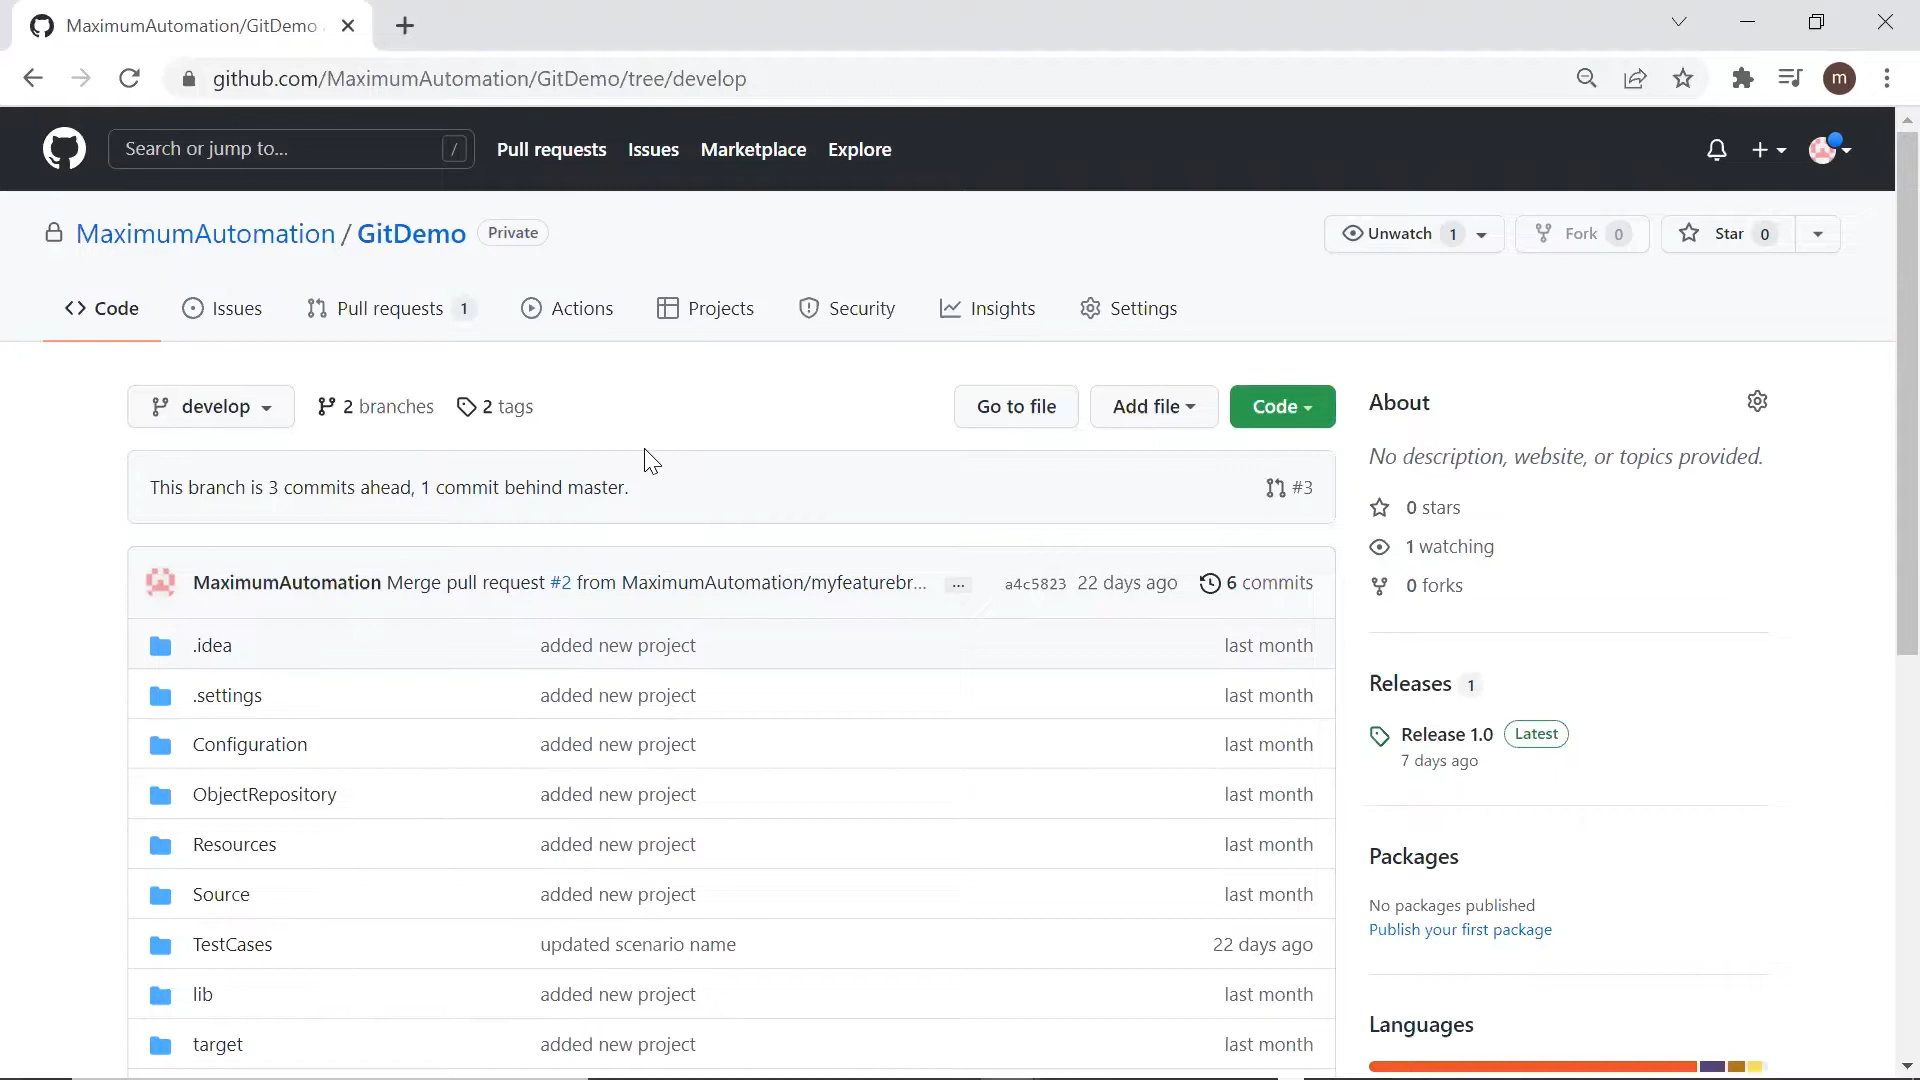 MaximumAutomation/GitDemo
github.com/MaximumAutomation/GitDemo/tree/develop
m
Search or jump to... /
Pull requests Issues Marketplace Explore
MaximumAutomation / GitDemo Private
Unwatch 1 Fork 0 Star 0
Code Issues Pull requests 1 Actions Projects Security Insights Settings
develop 2 branches 2 tags Go to file Add file Code
This branch is 3 commits ahead, 1 commit behind master. #3
MaximumAutomation Merge pull request #2 from MaximumAutomation/myfeaturebr... ... a4c5823 22 days ago 6 commits
.idea added new project last month
.settings added new project last month
Configuration added new project last month
ObjectRepository added new project last month
Resources added new project last month
Source added new project last month
TestCases updated scenario name 22 days ago
lib added new project last month
target added new project last month
About
No description, website, or topics provided.
0 stars
1 watching
0 forks
Releases 1
Release 1.0 Latest
7 days ago
Packages
No packages published
Publish your first package
Languages